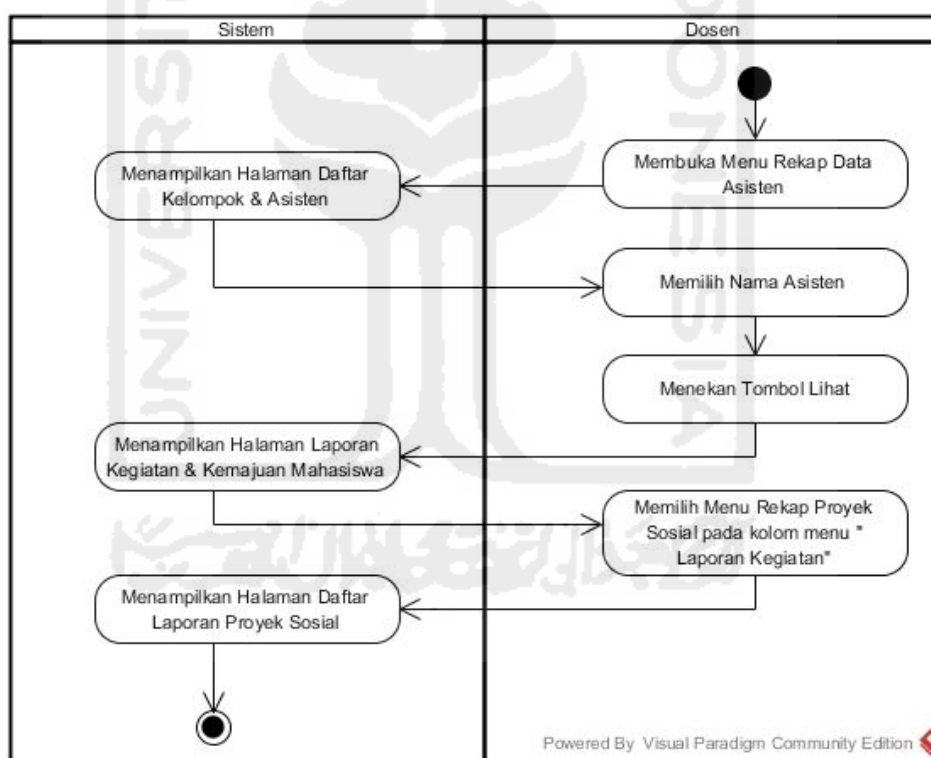 Sistem
Dosen
Membuka Menu Rekap Data
Asisten
Menampilkan Halaman Daftar
Kelompok & Asisten
Memilih Nama Asisten
Menekan Tombol Lihat
Menampilkan Halaman Laporan
Kegiatan & Kemajuan Mahasiswa
Memilih Menu Rekap Proyek
Sosial pada kolom menu "
Laporan Kegiatan"
Menampilkan Halaman Daftar
Laporan Proyek Sosial
Powered By Visual Paradigm Community Edition